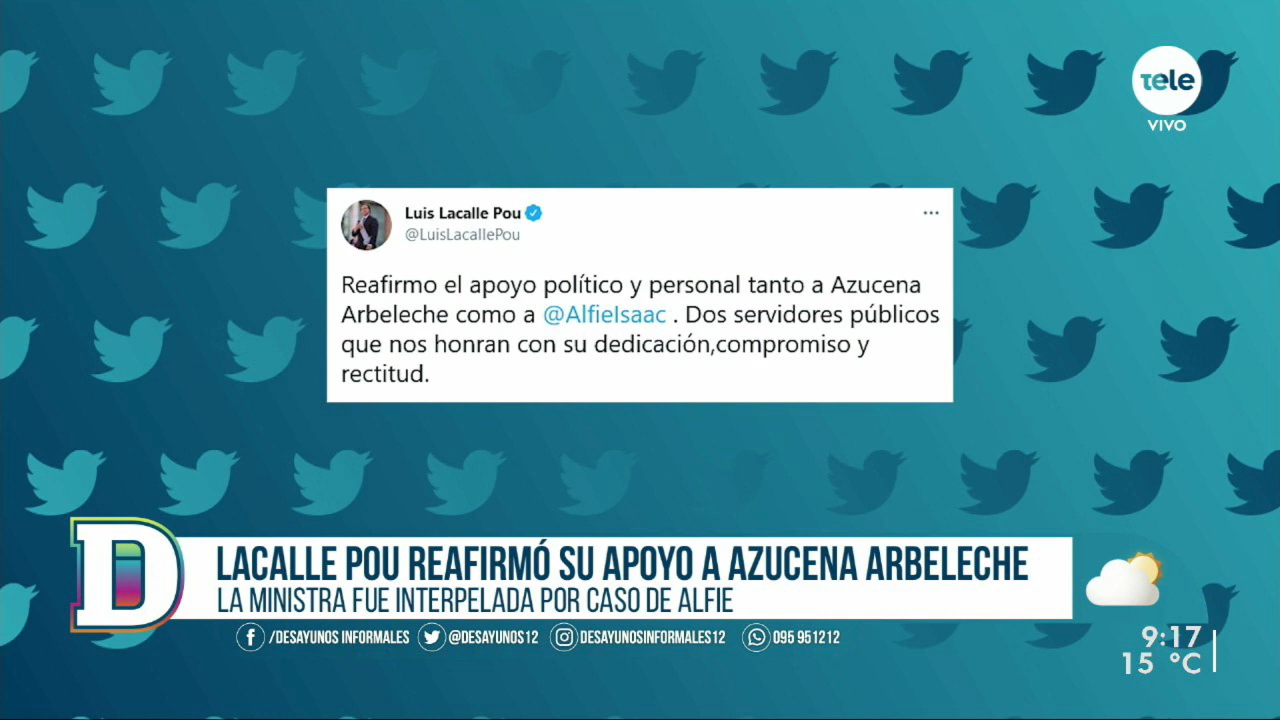 tele
VIVO
Luis Lacalle Pou
@LuisLacallePou
Reafirmo el apoyo político y personal tanto a Azucena
Arbeleche como a @AlfieIsaac . Dos servidores públicos
que nos honran con su dedicación,compromiso y
rectitud.
D
LACALLE POU REAFIRMÓ SU APOYO A AZUCENA ARBELECHE
LA MINISTRA FUE INTERPELADA POR CASO DE ALFIE
/DESAYUNOS INFORMALES @DESAYUNOS12 DESAYUNOSINFORMALES12 095 951212
9:17
15 °C